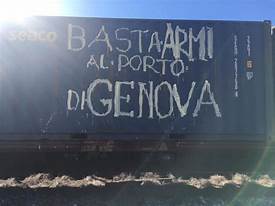 seaco
BASTA ARMI
AL PORTO
Di GENOVA